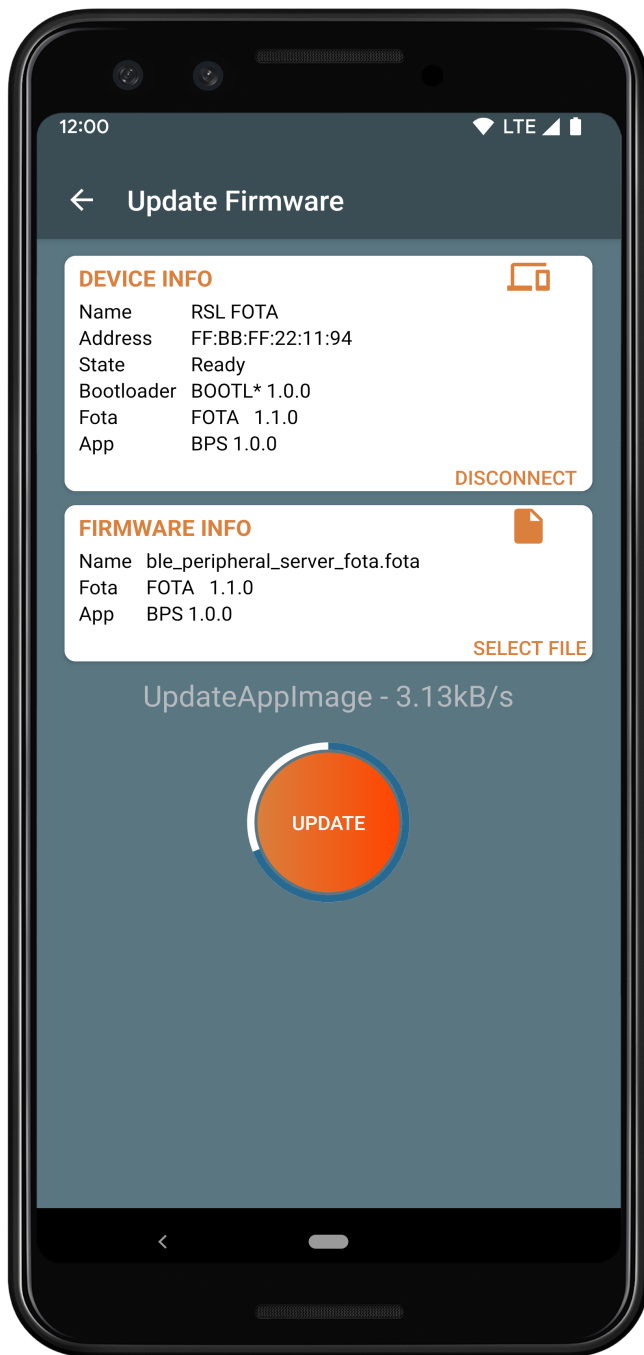 12:00 LTE
Update Firmware
DEVICE INFO
Name RSL FOTA
Address FF:BB:FF:22:11:94
State Ready
Bootloader BOOTL* 1.0.0
Fota FOTA 1.1.0
App BPS 1.0.0
DISCONNECT
FIRMWARE INFO
Name ble_peripheral_server_fota.fota
Fota FOTA 1.1.0
App BPS 1.0.0
SELECT FILE
UpdateAppImage - 3.13kB/s
UPDATE